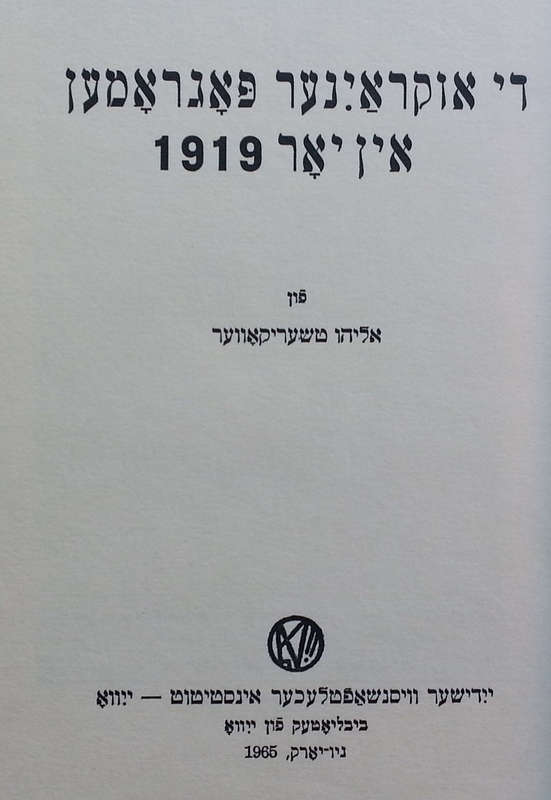 די אוקראַיִנער פּאָגראָמען
אין יאָר 1919
פֿון
אליהו טשעריקאָווער
ייִדישער וויסנשאַפֿטלעכער אינסטיטוט — ייִוואָ
ביבליאָטעק פֿון ייִוואָ
ניו־יאָרק, 1965